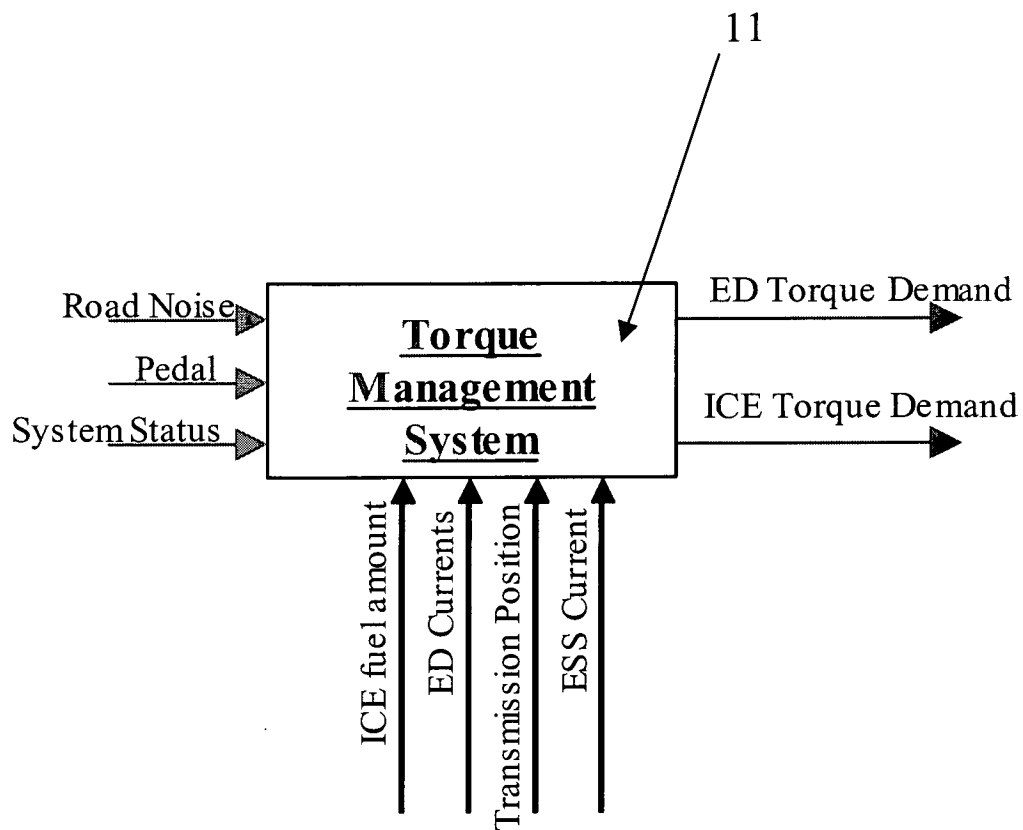 11
Road Noise
Pedal
System Status
Torque
Management
System
ED Torque Demand
ICE Torque Demand
ICE fuel amount
ED Currents
Transmission Position
ESS Current